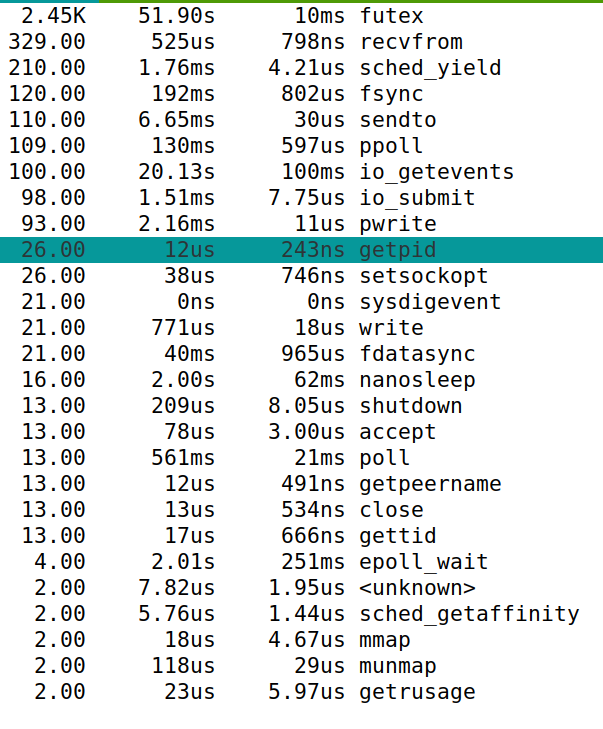 2.45K 51.90s 10ms futex
329.00 525us 798ns recvfrom
210.00 1.76ms 4.21us sched_yield
120.00 192ms 802us fsync
110.00 6.65ms 30us sendto
109.00 130ms 597us ppoll
100.00 20.13s 100ms io_getevents
98.00 1.51ms 7.75us io_submit
93.00 2.16ms 11us pwrite
26.00 12us 243ns getpid
26.00 38us 746ns setsockopt
21.00 0ns 0ns sysdigevent
21.00 771us 18us write
21.00 40ms 965us fdatasync
16.00 2.00s 62ms nanosleep
13.00 209us 8.05us shutdown
13.00 78us 3.00us accept
13.00 561ms 21ms poll
13.00 12us 491ns getpeername
13.00 13us 534ns close
13.00 17us 666ns gettid
4.00 2.01s 251ms epoll_wait
2.00 7.82us 1.95us <unknown>
2.00 5.76us 1.44us sched_getaffinity
2.00 18us 4.67us mmap
2.00 118us 29us munmap
2.00 23us 5.97us getrusage